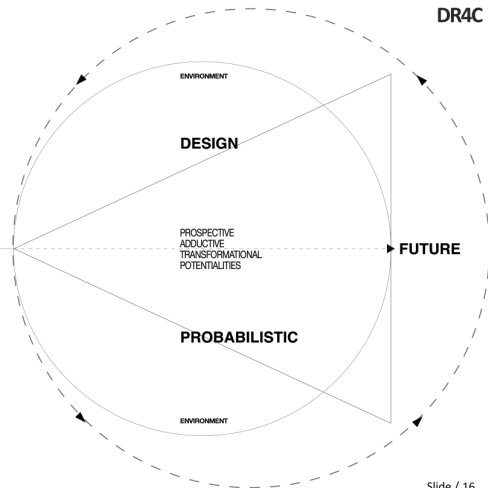 DR4C
ENVIRONMENT
DESIGN
PROSPECTIVE
ADDUCTIVE
TRANSFORMATIONAL
POTENTIALITIES
FUTURE
PROBABILISTIC
ENVIRONMENT
Slide / 16